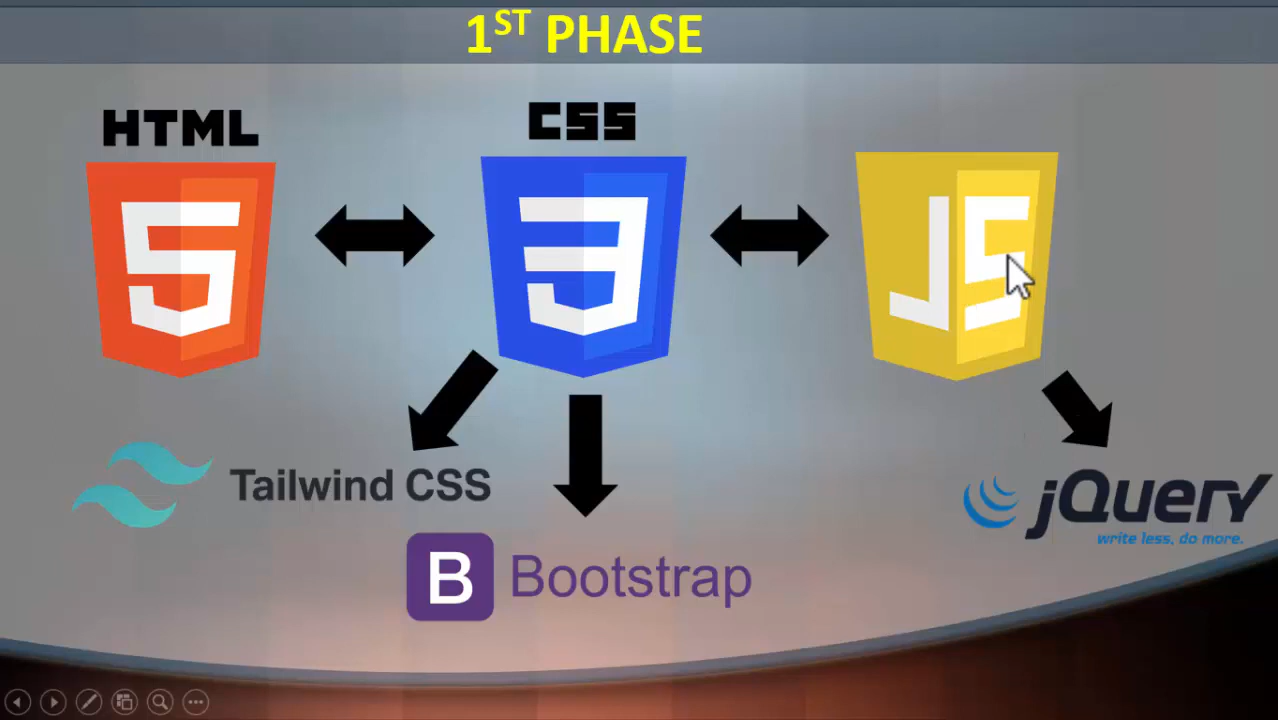 1ST PHASE
HTML
CSS
5
3
JS
Tailwind CSS
jQuery
write less, do more.
B Bootstrap